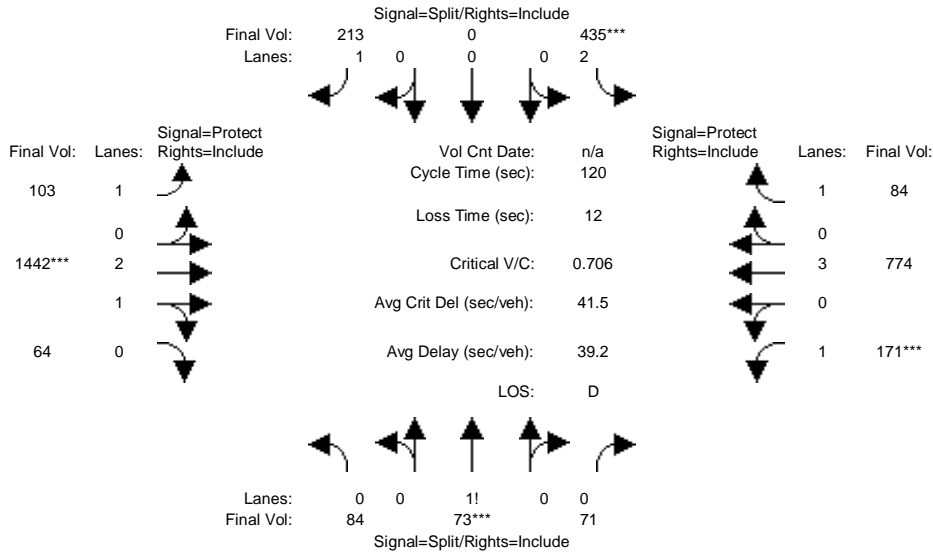 Signal=Split/Rights=Include
Final Vol: 213 0 435***
Lanes: 1 0 0 0 2
Signal=Protect Signal=Protect
Final Vol: Lanes: Rights=Include Vol Cnt Date: n/a Rights=Include Lanes: Final Vol:
Cycle Time (sec): 120
103 1 1 84
Loss Time (sec): 12
0 0
1442*** 2 Critical V/C: 0.706 3 774
1 Avg Crit Del (sec/veh): 41.5 0
64 0 Avg Delay (sec/veh): 39.2 1 171***
LOS: D
Lanes: 0 0 1! 0 0
Final Vol: 84 73*** 71
Signal=Split/Rights=Include